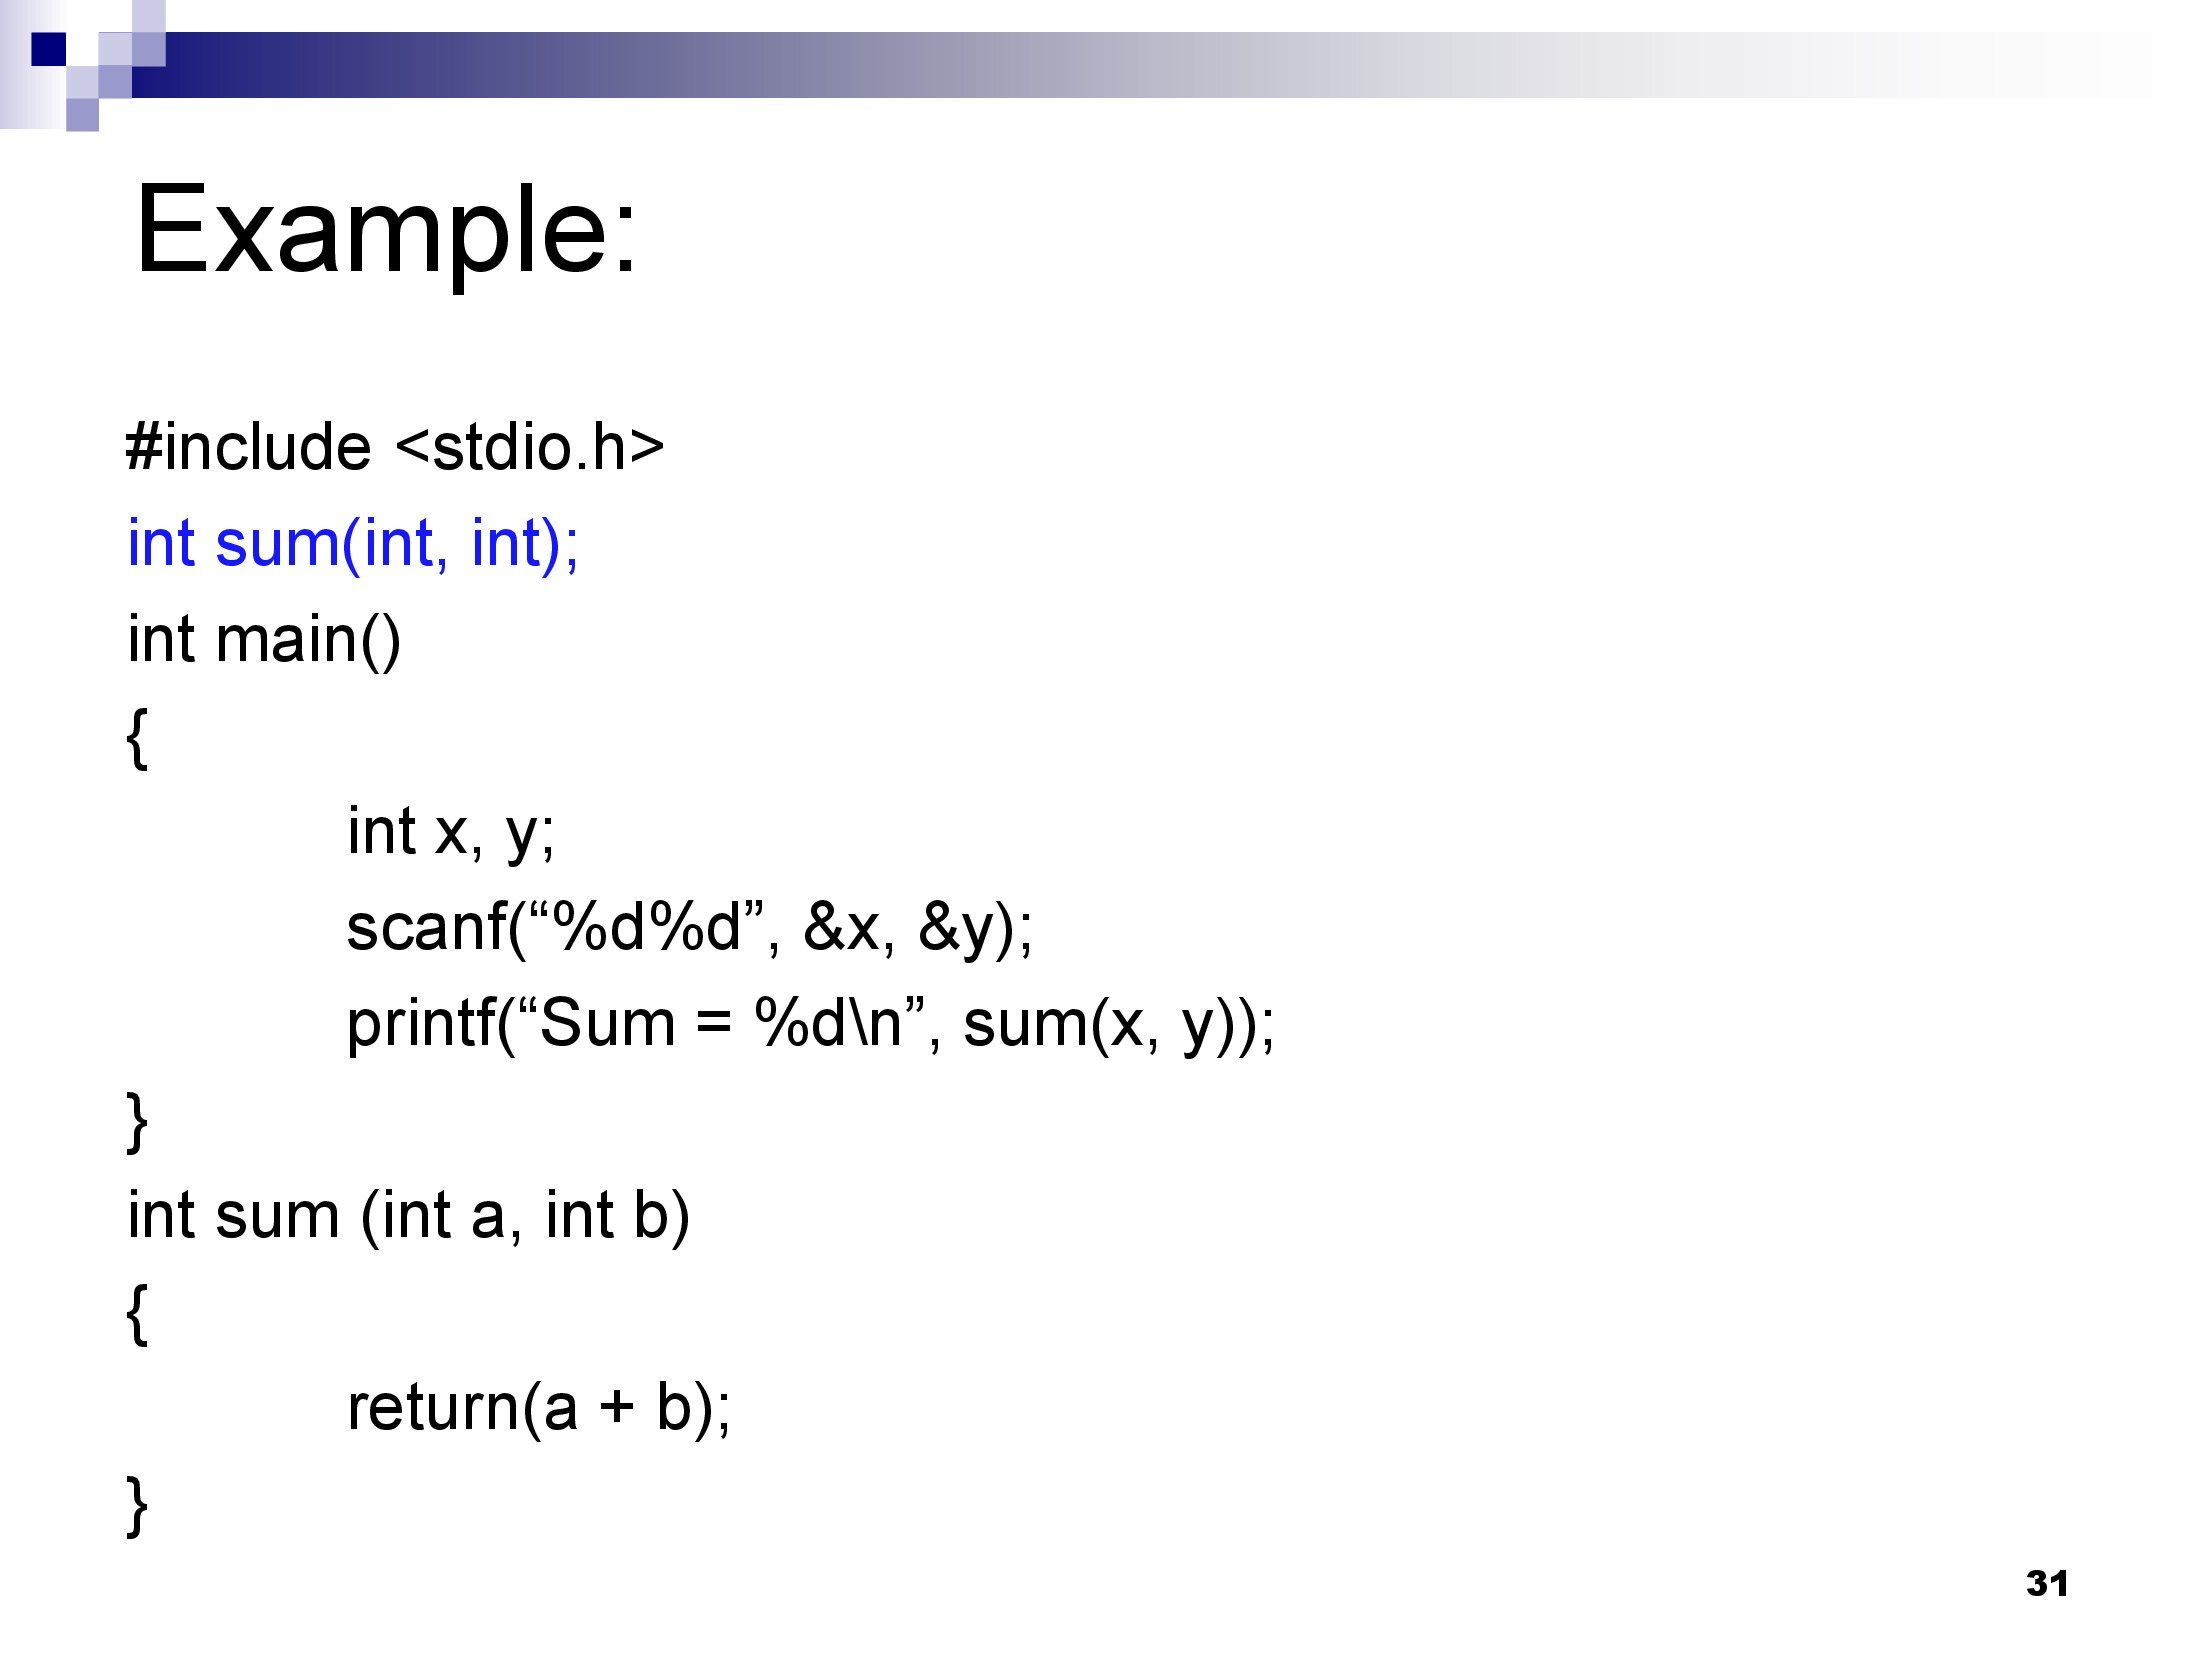 Example:
#include <stdio.h>
int sum(int, int);
int main()
{
int x, y;
scanf(“%d%d”, &x, &y);
printf(“Sum = %d\n”, sum(x, y));
}
int sum (int a, int b)
{
return(a + b);
}
31